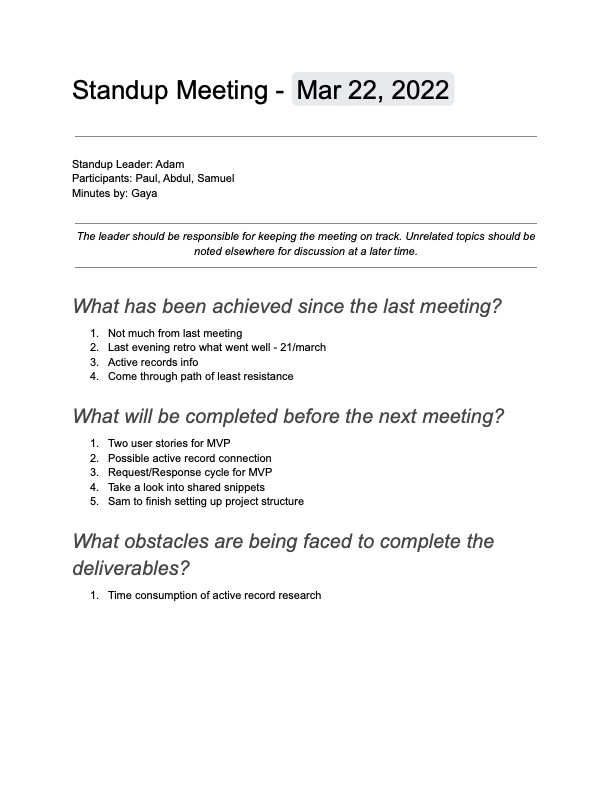 Standup Meeting - Mar 22, 2022
Standup Leader: Adam
Participants: Paul, Abdul, Samuel
Minutes by: Gaya
The leader should be responsible for keeping the meeting on track. Unrelated topics should be
noted elsewhere for discussion at a later time.
What has been achieved since the last meeting?
1. Not much from last meeting
2. Last evening retro what went well - 21/march
3. Active records info
4. Come through path of least resistance
What will be completed before the next meeting?
1. Two user stories for MVP
2. Possible active record connection
3. Request/Response cycle for MVP
4. Take a look into shared snippets
5. Sam to finish setting up project structure
What obstacles are being faced to complete the
deliverables?
1. Time consumption of active record research